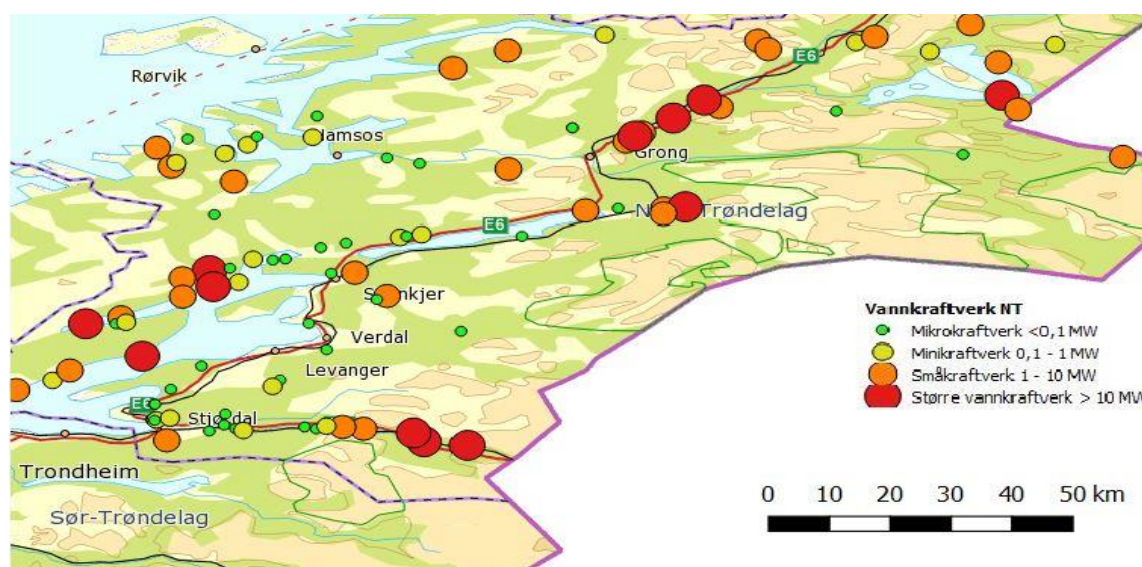 E6
Rørvik
Namsos
Grong
E6
Nord-Trøndelag
Steinkjer
Vannkraftverk NT
Mikrokraftverk <0,1 MW
Verdal
Minikraftverk 0,1 - 1 MW
Levanger
Småkraftverk 1 - 10 MW
Større vannkraftverk > 10 MW
E6
Stjørdal
Trondheim
0 10 20 30 40 50 km
Sør-Trøndelag